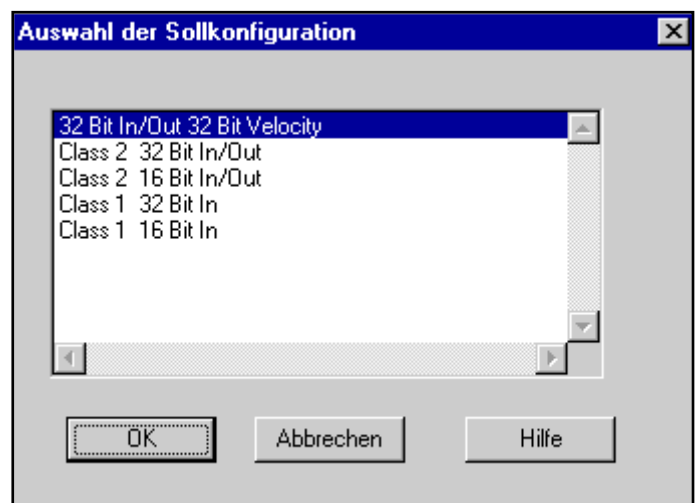 Auswahl der Sollkonfiguration
32 Bit In/Out 32 Bit Velocity
Class 2 32 Bit In/Out
Class 2 16 Bit In/Out
Class 1 32 Bit In
Class 1 16 Bit In
OK Abbrechen Hilfe